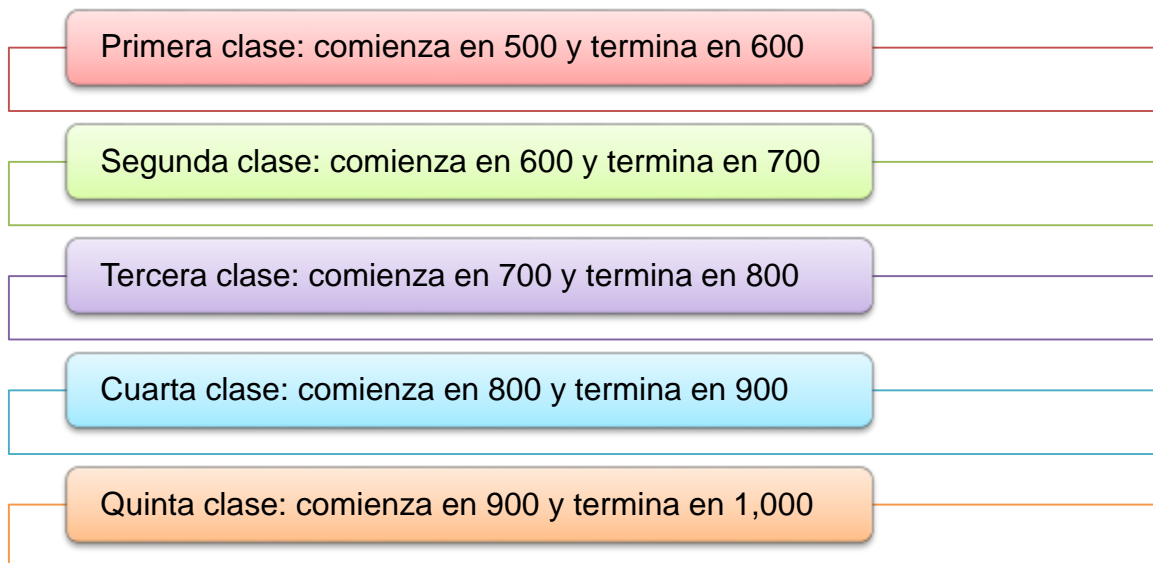 Primera clase: comienza en 500 y termina en 600
Segunda clase: comienza en 600 y termina en 700
Tercera clase: comienza en 700 y termina en 800
Cuarta clase: comienza en 800 y termina en 900
Quinta clase: comienza en 900 y termina en 1,000